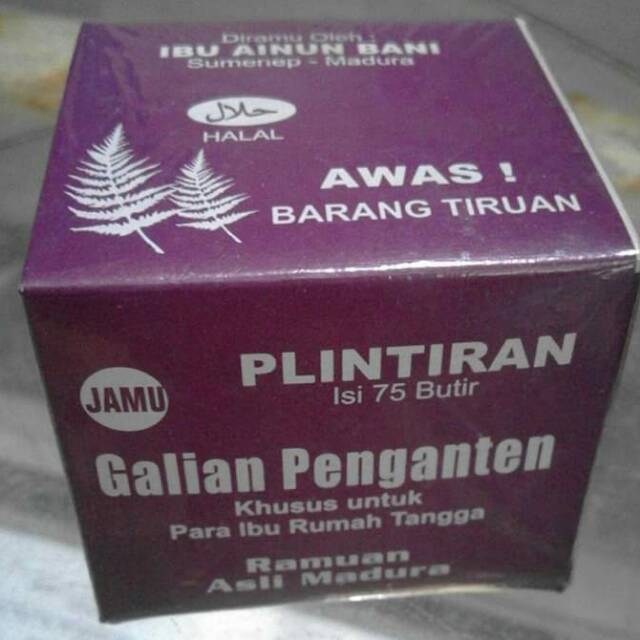 Diramu Oleh :
IBU AINUN BANI
Sumenep - Madura
حلال
HALAL
AWAS !
BARANG TIRUAN
PLINTIRAN
Isi 75 Butir
JAMU
Galian Penganten
Khusus untuk
Para Ibu Rumah Tangga
Ramuan
Asli Madura